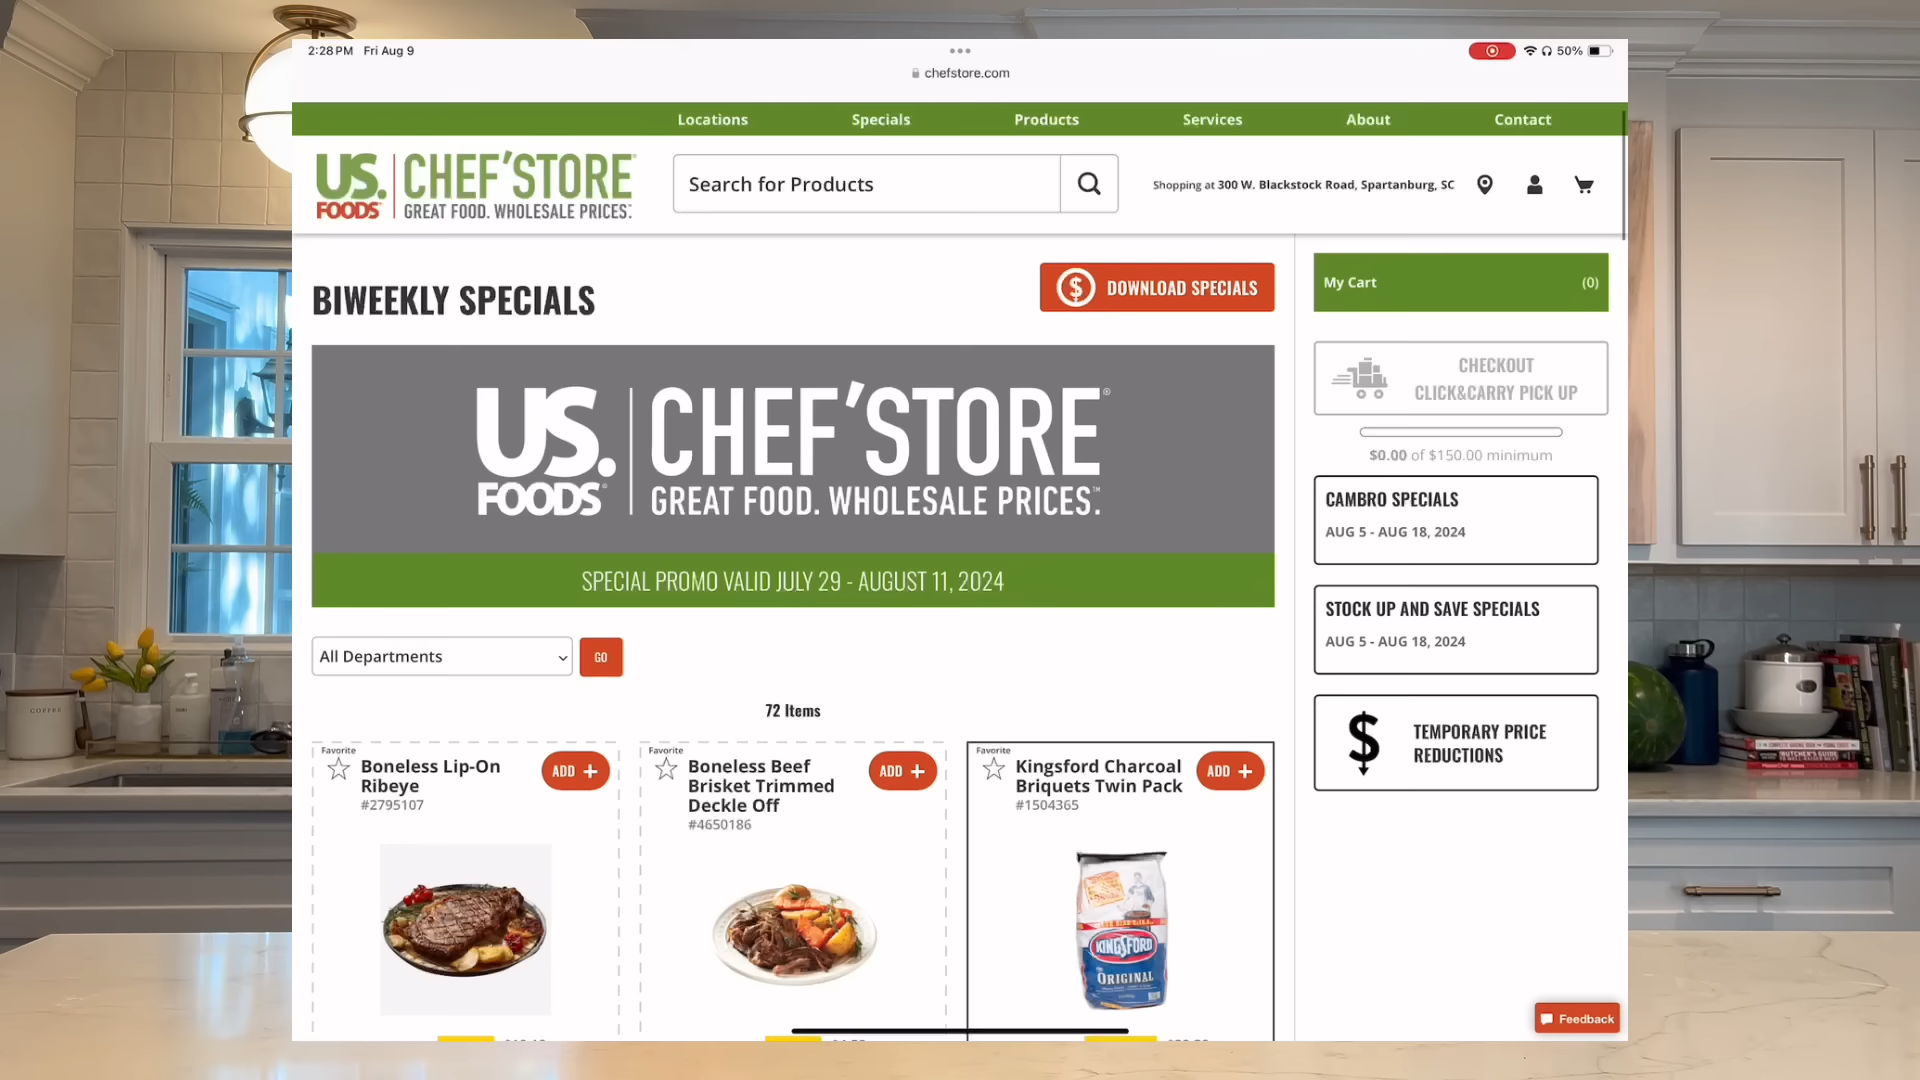 2:28 PM Fri Aug 9
50%
chefstore.com
Locations
Specials
Products
Services
About
Contact
US. FOODS
CHEF'STORE
GREAT FOOD. WHOLESALE PRICES.
Search for Products
Shopping at 300 W. Blackstock Road, Spartanburg, SC
BIWEEKLY SPECIALS
DOWNLOAD SPECIALS
US. FOODS
CHEF'STORE®
GREAT FOOD. WHOLESALE PRICES.™
SPECIAL PROMO VALID JULY 29 - AUGUST 11, 2024
All Departments
GO
72 Items
Favorite
Boneless Lip-On
Ribeye
#2795107
ADD +
Favorite
Boneless Beef
Brisket Trimmed
Deckle Off
#4650186
ADD +
Favorite
Kingsford Charcoal
Briquets Twin Pack
#1504365
ADD +
KINGSFORD
ORIGINAL
My Cart (0)
CHECKOUT
CLICK&CARRY PICK UP
$0.00 of $150.00 minimum
CAMBRO SPECIALS
AUG 5 - AUG 18, 2024
STOCK UP AND SAVE SPECIALS
AUG 5 - AUG 18, 2024
TEMPORARY PRICE
REDUCTIONS
Feedback
COFFEE